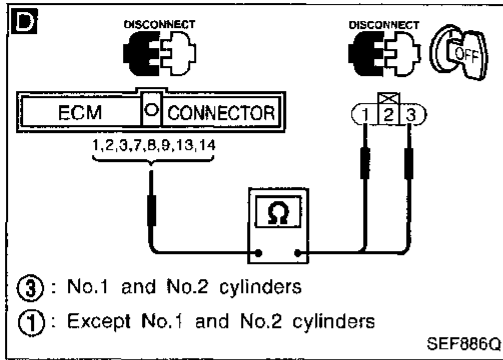 D
DISCONNECT DISCONNECT
OFF
ECM CONNECTOR
1 2 3
1,2,3,7,8,9,13,14
Ω
③ : No.1 and No.2 cylinders
① : Except No.1 and No.2 cylinders
SEF886Q